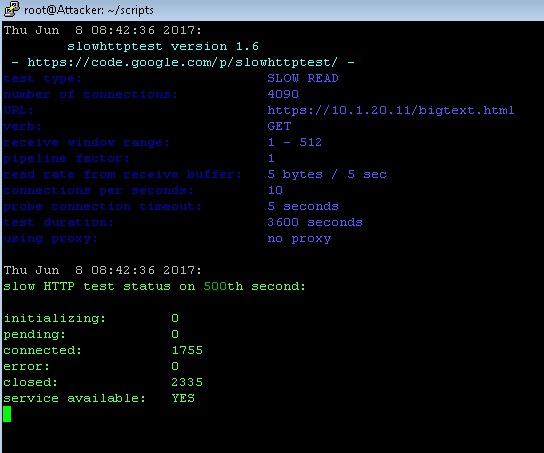 root@Attacker: ~/scripts
Thu Jun  8 08:42:36 2017:
slowhttptest version 1.6
- https://code.google.com/p/slowhttptest/ -
test type: SLOW READ
number of connections: 4090
URL: https://10.1.20.11/bigtext.html
verb: GET
receive window range: 1 - 512
pipeline factor: 1
read rate from receive buffer: 5 bytes / 5 sec
connections per seconds: 10
probe connection timeout: 5 seconds
test duration: 3600 seconds
using proxy: no proxy
Thu Jun  8 08:42:36 2017:
slow HTTP test status on 500th second:
initializing: 0
pending: 0
connected: 1755
error: 0
closed: 2335
service available: YES